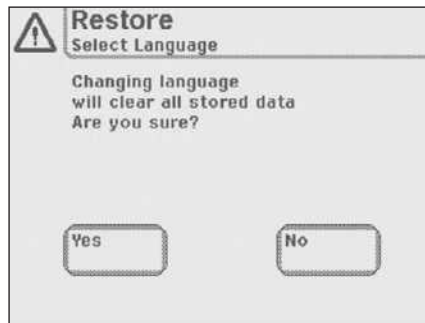 Restore
Select Language
Changing language
will clear all stored data
Are you sure?
Yes
No